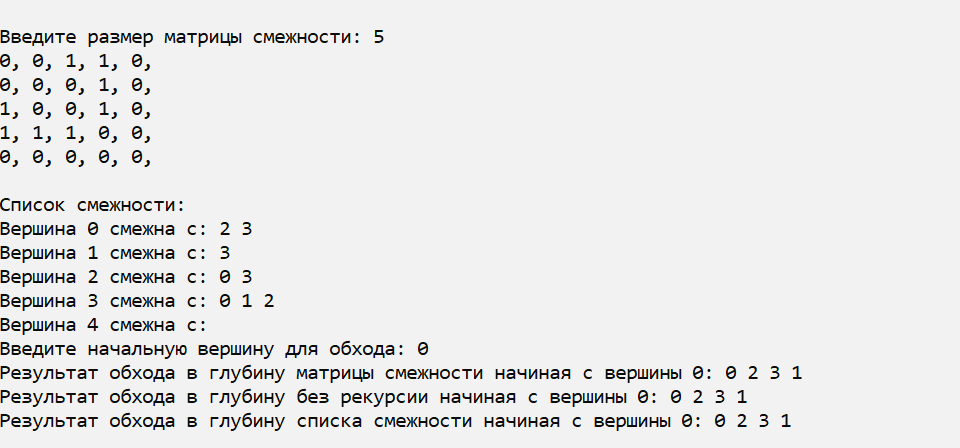 Введите размер матрицы смежности: 5
0, 0, 1, 1, 0,
0, 0, 0, 1, 0,
1, 0, 0, 1, 0,
1, 1, 1, 0, 0,
0, 0, 0, 0, 0,
Список смежности:
Вершина 0 смежна с: 2 3
Вершина 1 смежна с: 3
Вершина 2 смежна с: 0 3
Вершина 3 смежна с: 0 1 2
Вершина 4 смежна с:
Введите начальную вершину для обхода: 0
Результат обхода в глубину матрицы смежности начиная с вершины 0: 0 2 3 1
Результат обхода в глубину без рекурсии начиная с вершины 0: 0 2 3 1
Результат обхода в глубину списка смежности начиная с вершины 0: 0 2 3 1